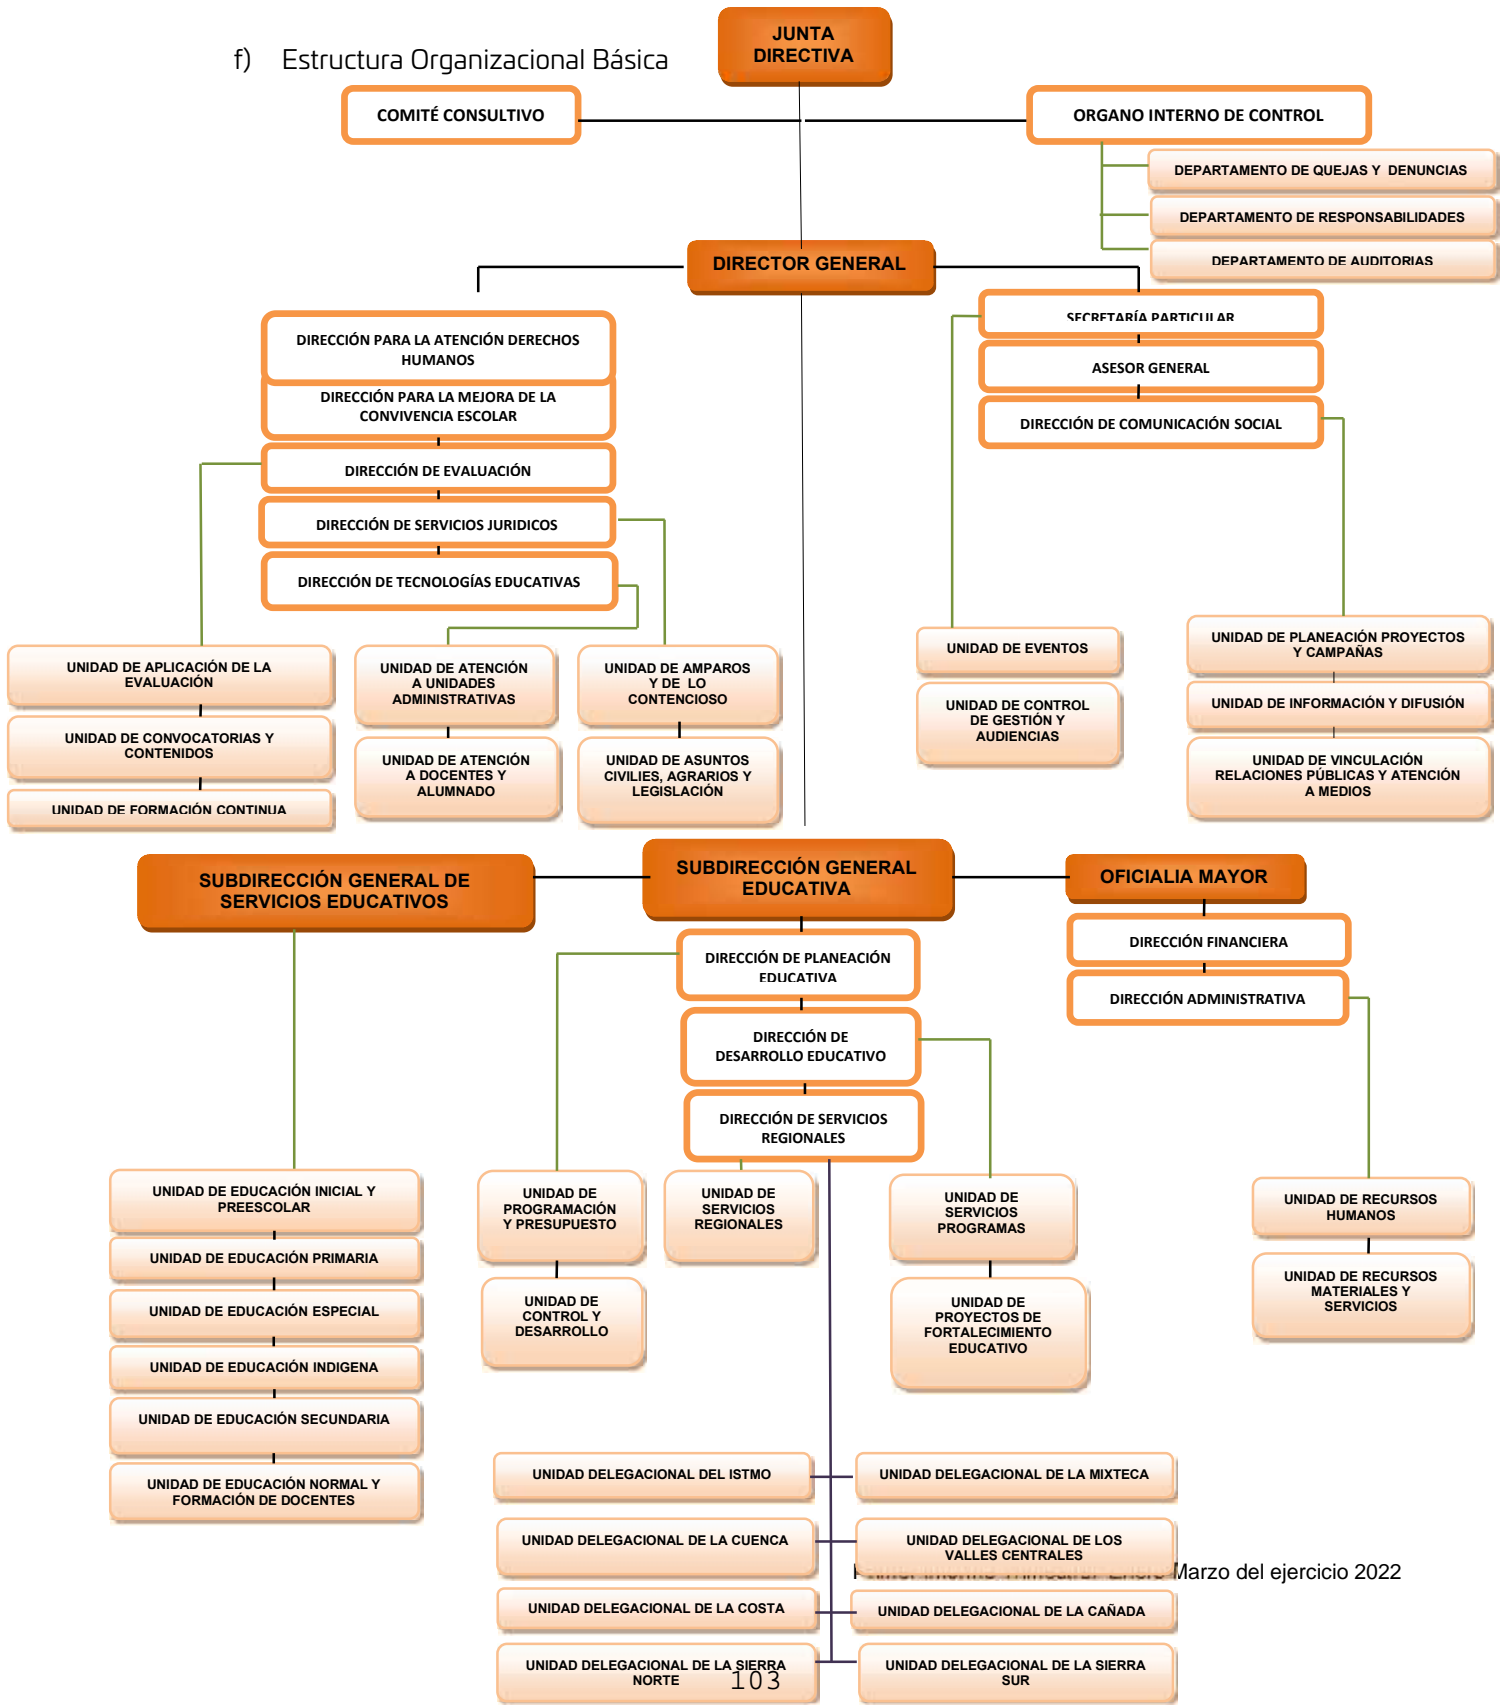 JUNTA
DIRECTIVA
f) Estructura Organizacional Básica
COMITÉ CONSULTIVO
ORGANO INTERNO DE CONTROL
DEPARTAMENTO DE QUEJAS Y DENUNCIAS
DEPARTAMENTO DE RESPONSABILIDADES
DEPARTAMENTO DE AUDITORIAS
DIRECTOR GENERAL
DIRECCIÓN PARA LA ATENCIÓN DERECHOS
HUMANOS
DIRECCIÓN PARA LA MEJORA DE LA
CONVIVENCIA ESCOLAR
DIRECCIÓN DE EVALUACIÓN
DIRECCIÓN DE SERVICIOS JURIDICOS
DIRECCIÓN DE TECNOLOGÍAS EDUCATIVAS
SECRETARÍA PARTICULAR
ASESOR GENERAL
DIRECCIÓN DE COMUNICACIÓN SOCIAL
UNIDAD DE APLICACIÓN DE LA
EVALUACIÓN
UNIDAD DE CONVOCATORIAS Y
CONTENIDOS
UNIDAD DE FORMACIÓN CONTINUA
UNIDAD DE ATENCIÓN
A UNIDADES
ADMINISTRATIVAS
UNIDAD DE ATENCIÓN
A DOCENTES Y
ALUMNADO
UNIDAD DE AMPAROS
Y DE LO
CONTENCIOSO
UNIDAD DE ASUNTOS
CIVILIES, AGRARIOS Y
LEGISLACIÓN
UNIDAD DE EVENTOS
UNIDAD DE CONTROL
DE GESTIÓN Y
AUDIENCIAS
UNIDAD DE PLANEACIÓN PROYECTOS
Y CAMPAÑAS
UNIDAD DE INFORMACIÓN Y DIFUSIÓN
UNIDAD DE VINCULACIÓN
RELACIONES PÚBLICAS Y ATENCIÓN
A MEDIOS
SUBDIRECCIÓN GENERAL DE
SERVICIOS EDUCATIVOS
SUBDIRECCIÓN GENERAL
EDUCATIVA
OFICIALIA MAYOR
DIRECCIÓN DE PLANEACIÓN
EDUCATIVA
DIRECCIÓN DE
DESARROLLO EDUCATIVO
DIRECCIÓN DE SERVICIOS
REGIONALES
DIRECCIÓN FINANCIERA
DIRECCIÓN ADMINISTRATIVA
UNIDAD DE EDUCACIÓN INICIAL Y
PREESCOLAR
UNIDAD DE EDUCACIÓN PRIMARIA
UNIDAD DE EDUCACIÓN ESPECIAL
UNIDAD DE EDUCACIÓN INDIGENA
UNIDAD DE EDUCACIÓN SECUNDARIA
UNIDAD DE EDUCACIÓN NORMAL Y
FORMACIÓN DE DOCENTES
UNIDAD DE
PROGRAMACIÓN
Y PRESUPUESTO
UNIDAD DE
CONTROL Y
DESARROLLO
UNIDAD DE
SERVICIOS
REGIONALES
UNIDAD DE
SERVICIOS
PROGRAMAS
UNIDAD DE
PROYECTOS DE
FORTALECIMIENTO
EDUCATIVO
UNIDAD DE RECURSOS
HUMANOS
UNIDAD DE RECURSOS
MATERIALES Y
SERVICIOS
UNIDAD DELEGACIONAL DEL ISTMO
UNIDAD DELEGACIONAL DE LA MIXTECA
UNIDAD DELEGACIONAL DE LA CUENCA
UNIDAD DELEGACIONAL DE LOS
VALLES CENTRALES
Marzo del ejercicio 2022
UNIDAD DELEGACIONAL DE LA COSTA
UNIDAD DELEGACIONAL DE LA CAÑADA
UNIDAD DELEGACIONAL DE LA SIERRA
NORTE
UNIDAD DELEGACIONAL DE LA SIERRA
SUR
103